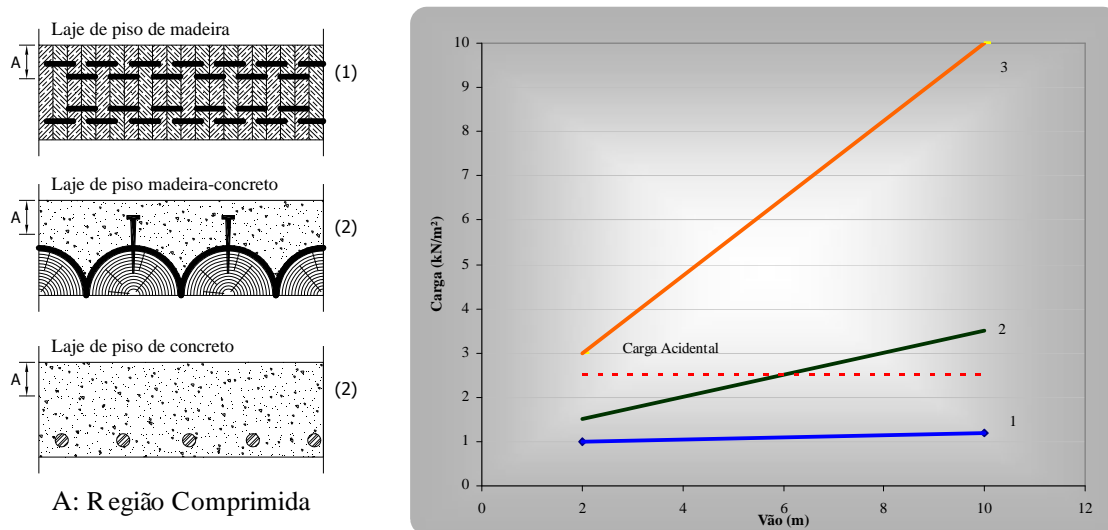 Laje de piso de madeira
A
(1)
Laje de piso madeira-concreto
A
(2)
Laje de piso de concreto
A
(2)
A: Região Comprimida
Carga (kN/m²)
10
9
8
7
6
5
4
3
2
1
0
3
Carga Acidental
2
1
0
2
4
6
8
10
12
Vão (m)